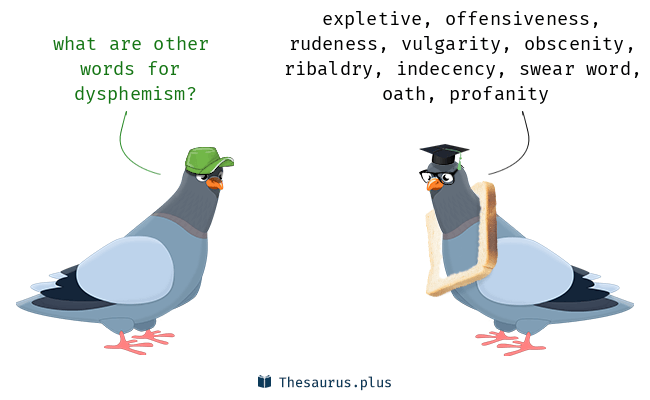 what are other
words for
dysphemism?
expletive, offensiveness,
rudeness, vulgarity, obscenity,
ribaldry, indecency, swear word,
oath, profanity
Thesaurus.plus